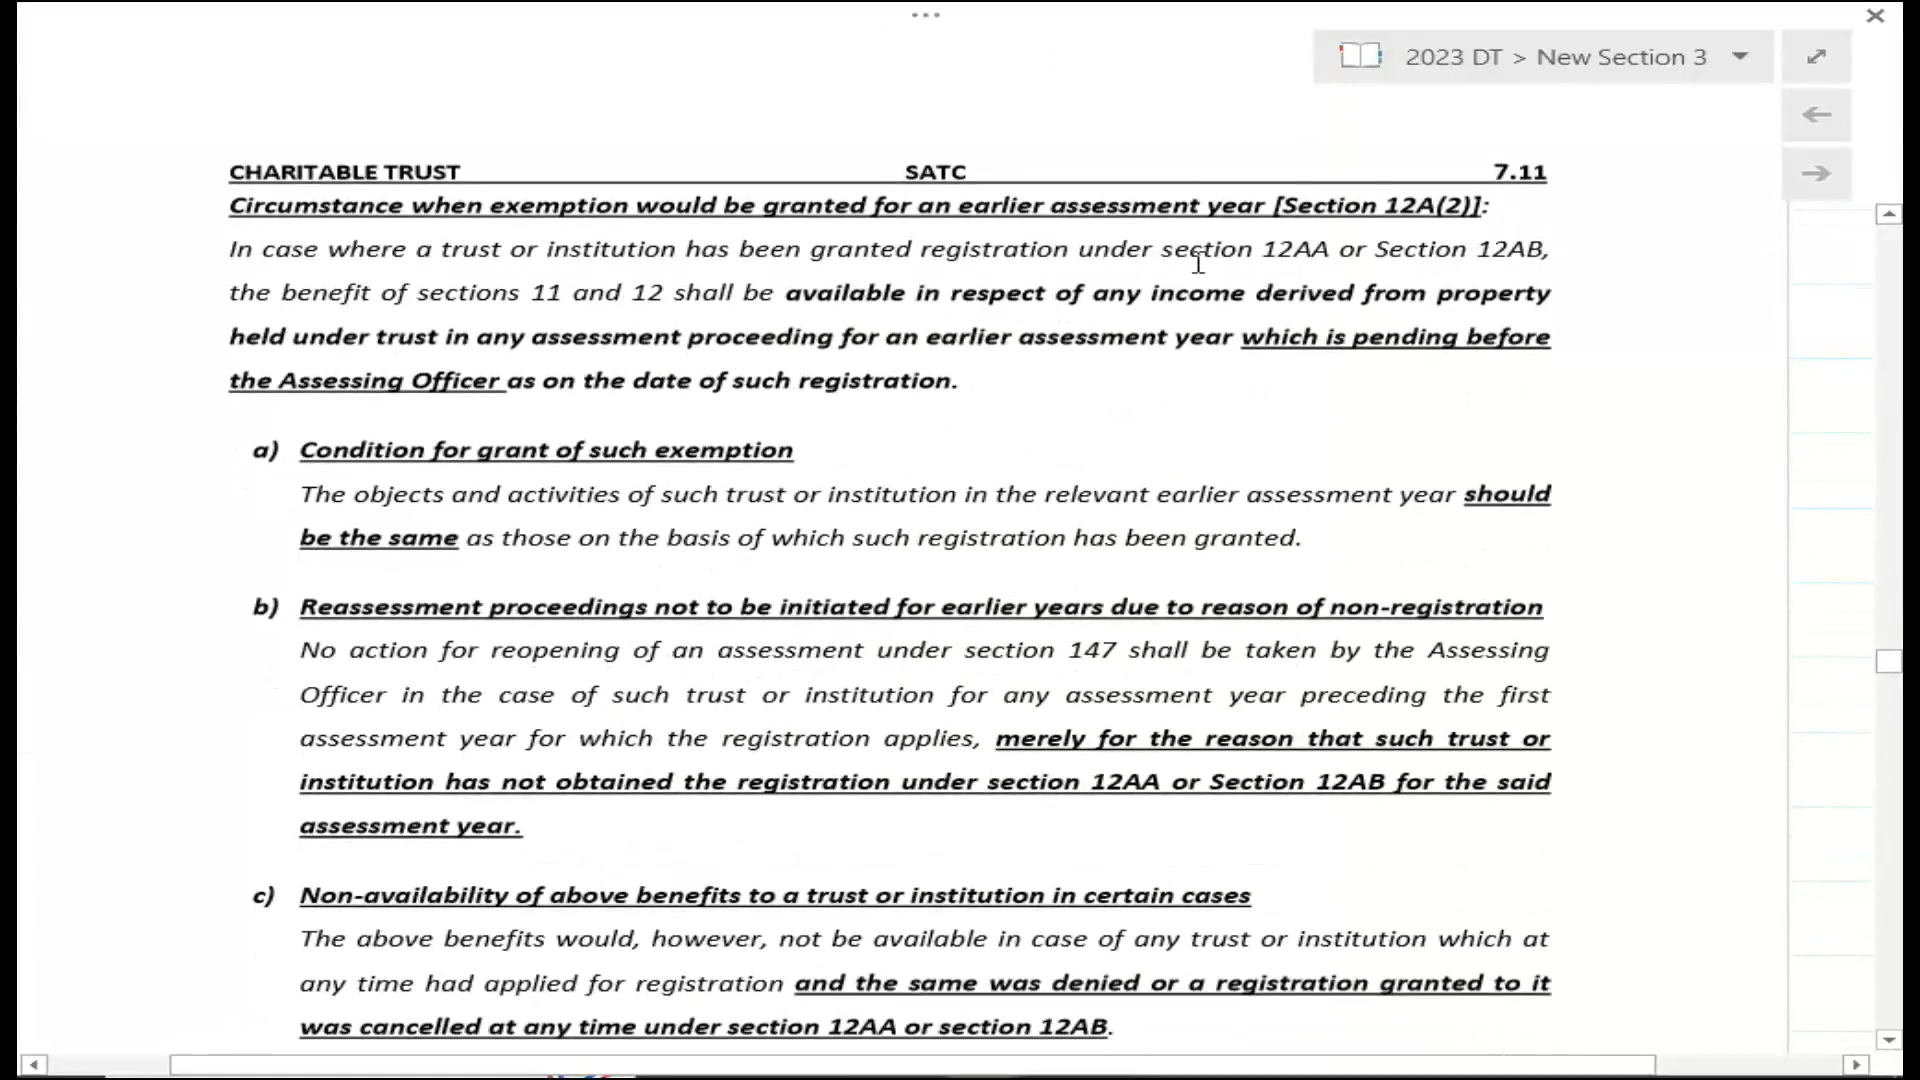 2023 DT > New Section 3
CHARITABLE TRUST SATC 7.11
Circumstance when exemption would be granted for an earlier assessment year [Section 12A(2)]:
In case where a trust or institution has been granted registration under section 12AA or Section 12AB,
the benefit of sections 11 and 12 shall be available in respect of any income derived from property
held under trust in any assessment proceeding for an earlier assessment year which is pending before
the Assessing Officer as on the date of such registration.
a) Condition for grant of such exemption
The objects and activities of such trust or institution in the relevant earlier assessment year should
be the same as those on the basis of which such registration has been granted.
b) Reassessment proceedings not to be initiated for earlier years due to reason of non-registration
No action for reopening of an assessment under section 147 shall be taken by the Assessing
Officer in the case of such trust or institution for any assessment year preceding the first
assessment year for which the registration applies, merely for the reason that such trust or
institution has not obtained the registration under section 12AA or Section 12AB for the said
assessment year.
c) Non-availability of above benefits to a trust or institution in certain cases
The above benefits would, however, not be available in case of any trust or institution which at
any time had applied for registration and the same was denied or a registration granted to it
was cancelled at any time under section 12AA or section 12AB.